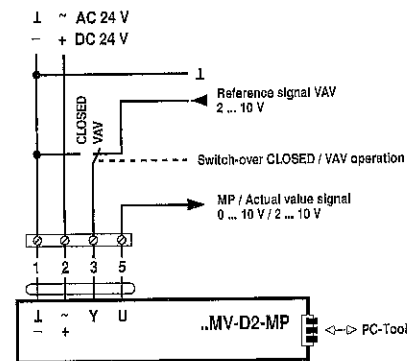 ⊥ ~ AC 24 V
– + DC 24 V
⊥
Reference signal VAV
2 ... 10 V
CLOSED
VAV
Switch-over CLOSED / VAV operation
MP / Actual value signal
0 ... 10 V / 2 ... 10 V
1 2 3 5
⊥ ~ Y U
– +
..MV-D2-MP
PC-Tool